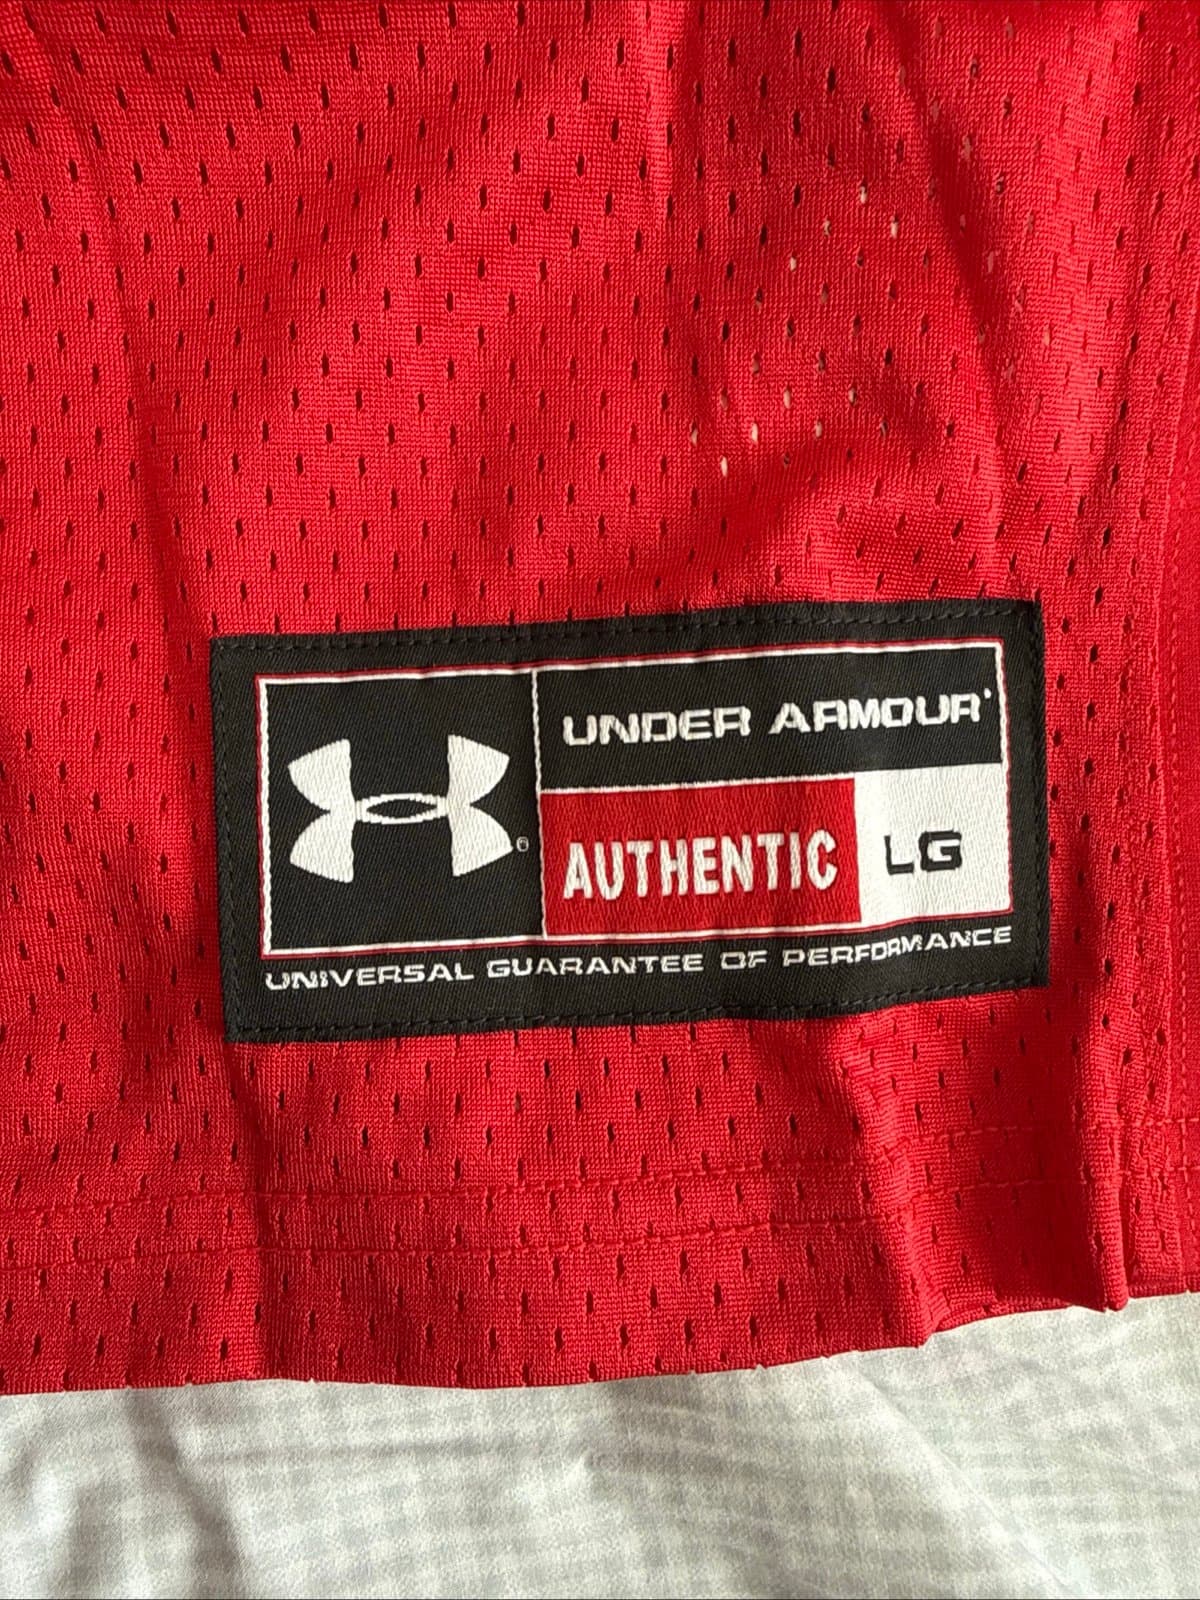 UNDER ARMOUR
AUTHENTIC LG
UNIVERSAL GUARANTEE OF PERFORMANCE